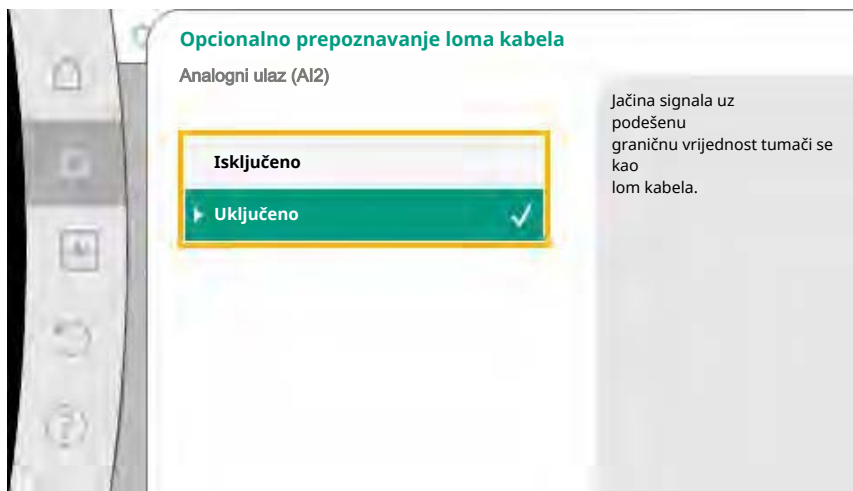 Opcionalno prepoznavanje loma kabela
Analogni ulaz (AI2)
Isključeno
Uključeno
Jačina signala uz
podešenu
graničnu vrijednost tumači se
kao
lom kabela.